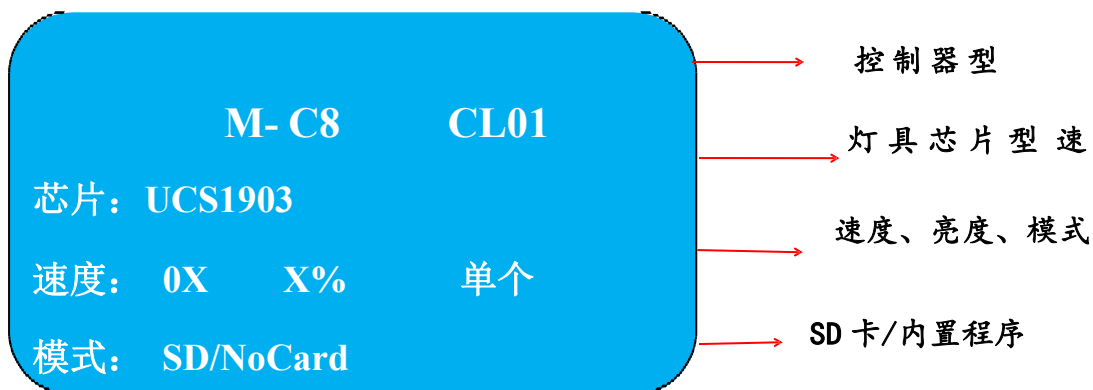 控制器型
M- C8 CL01
灯具芯片型 速
芯片：UCS1903
速度、亮度、模式
速度： 0X X% 单个
SD卡/内置程序
模式： SD/NoCard